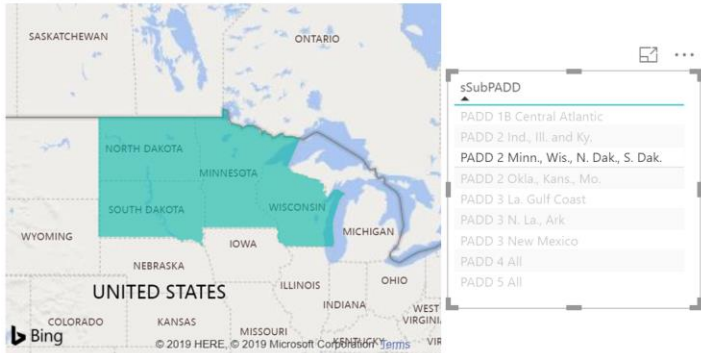 SASKATCHEWAN
ONTARIO
NORTH DAKOTA
MINNESOTA
SOUTH DAKOTA
WISCONSIN
WYOMING
MICHIGAN
IOWA
NEBRASKA
UNITED STATES
ILLINOIS
OHIO
INDIANA
WEST
VIRGINI
COLORADO
KANSAS
MISSOURI
KENTUCKY
VIR
Bing
© 2019 HERE, © 2019 Microsoft Corporation Terms
sSubPADD
PADD 1B Central Atlantic
PADD 2 Ind., Ill. and Ky.
PADD 2 Minn., Wis., N. Dak., S. Dak.
PADD 2 Okla., Kans., Mo.
PADD 3 La. Gulf Coast
PADD 3 N. La., Ark
PADD 3 New Mexico
PADD 4 All
PADD 5 All